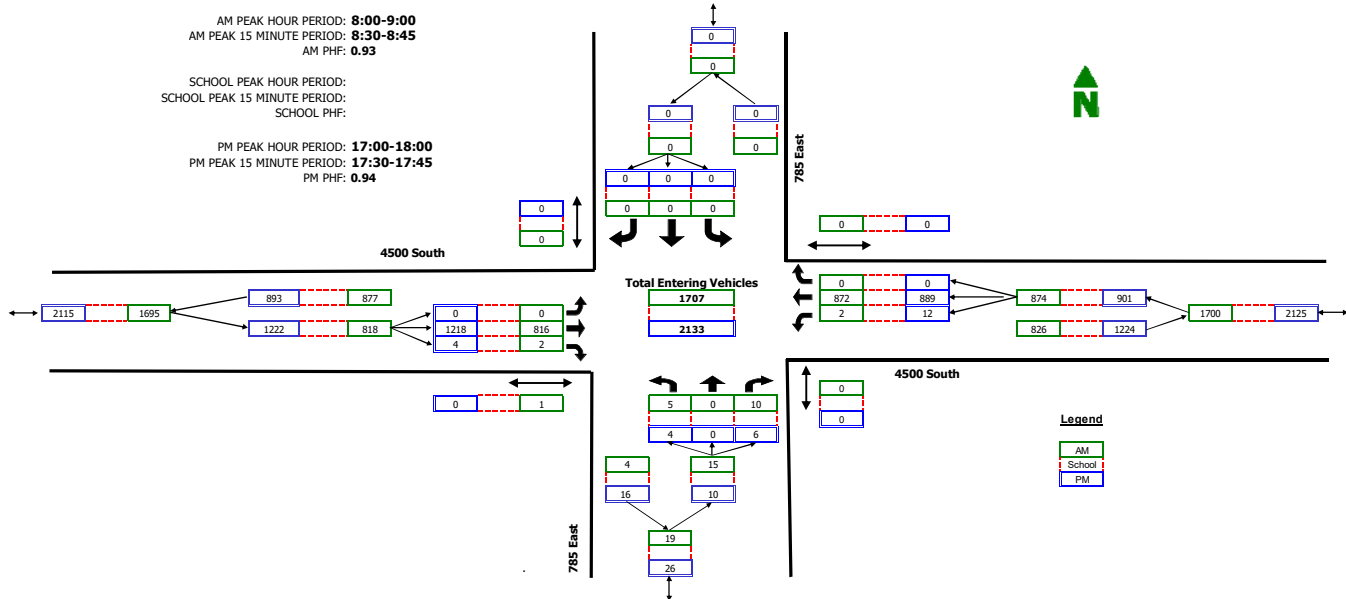 AM PEAK HOUR PERIOD: 8:00-9:00
AM PEAK 15 MINUTE PERIOD: 8:30-8:45
AM PHF: 0.93
SCHOOL PEAK HOUR PERIOD:
SCHOOL PEAK 15 MINUTE PERIOD:
SCHOOL PHF:
PM PEAK HOUR PERIOD: 17:00-18:00
PM PEAK 15 MINUTE PERIOD: 17:30-17:45
PM PHF: 0.94
0
0
0 0
0 0
0 0 0
0 0 0
785 East
N
0
0
4500 South
0 0
Total Entering Vehicles
1707
2133
893 877
2115 1695
1222 818
0 0
1218 816
4 2
0 0
872 889
2 12
874 901
826 1224
1700 2125
4500 South
0 1
0
0
5 0 10
4 0 6
4 15
16 10
19
26
785 East
.
Legend
AM
School
PM